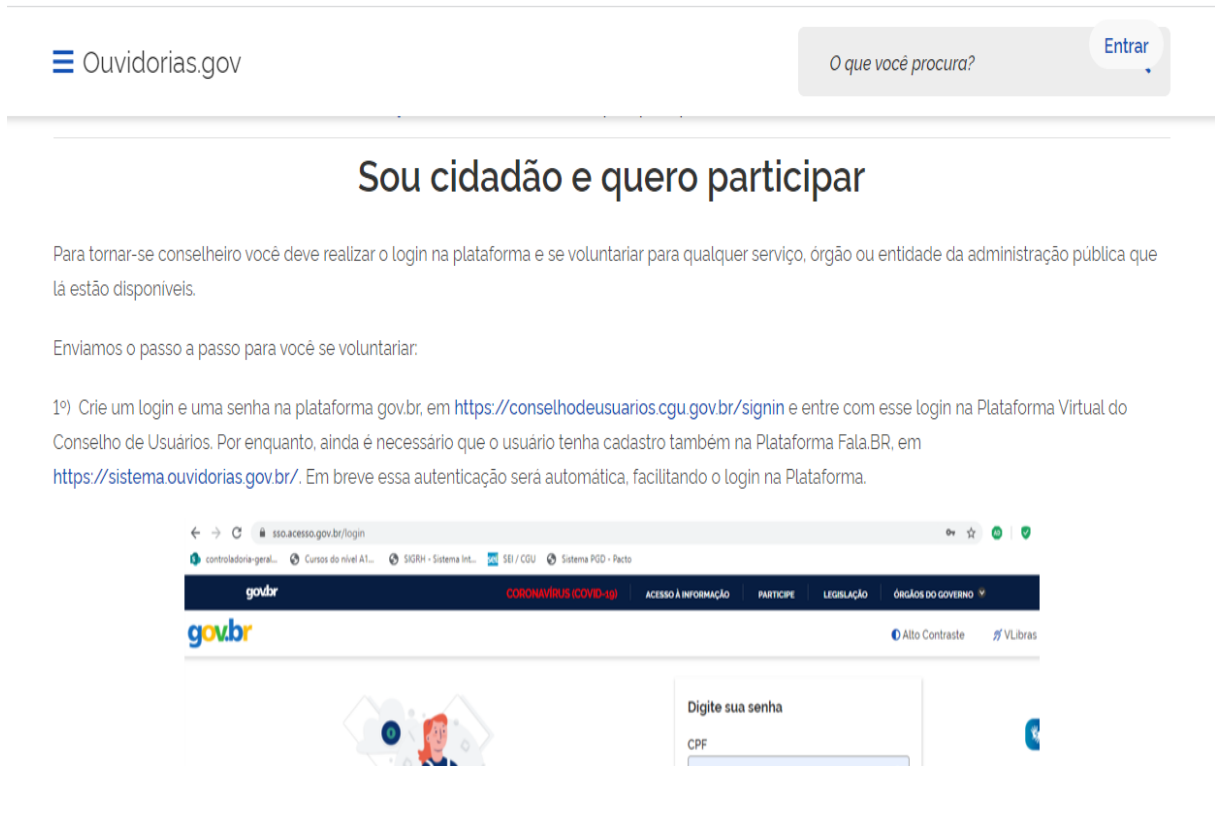 Ouvidorias.gov
O que você procura?
Entrar
Sou cidadão e quero participar
Para tornar-se conselheiro você deve realizar o login na plataforma e se voluntariar para qualquer serviço, órgão ou entidade da administração pública que
lá estão disponíveis.
Enviamos o passo a passo para você se voluntariar:
1º) Crie um login e uma senha na plataforma gov.br, em https://conselhodeusuarios.cgu.gov.br/signin e entre com esse login na Plataforma Virtual do
Conselho de Usuários. Por enquanto, ainda é necessário que o usuário tenha cadastro também na Plataforma Fala.BR, em
https://sistema.ouvidorias.gov.br/. Em breve essa autenticação será automática, facilitando o login na Plataforma.
sso.acesso.gov.br/login
controladoria-geral... Cursos do nível A1... SIGRH - Sistema Int... sei SEI / CGU Sistema PGD - Pacto
gov.br CORONAVÍRUS (COVID-19) ACESSO À INFORMAÇÃO PARTICIPE LEGISLAÇÃO ÓRGÃOS DO GOVERNO
gov.br Alto Contraste VLibras
Digite sua senha
CPF